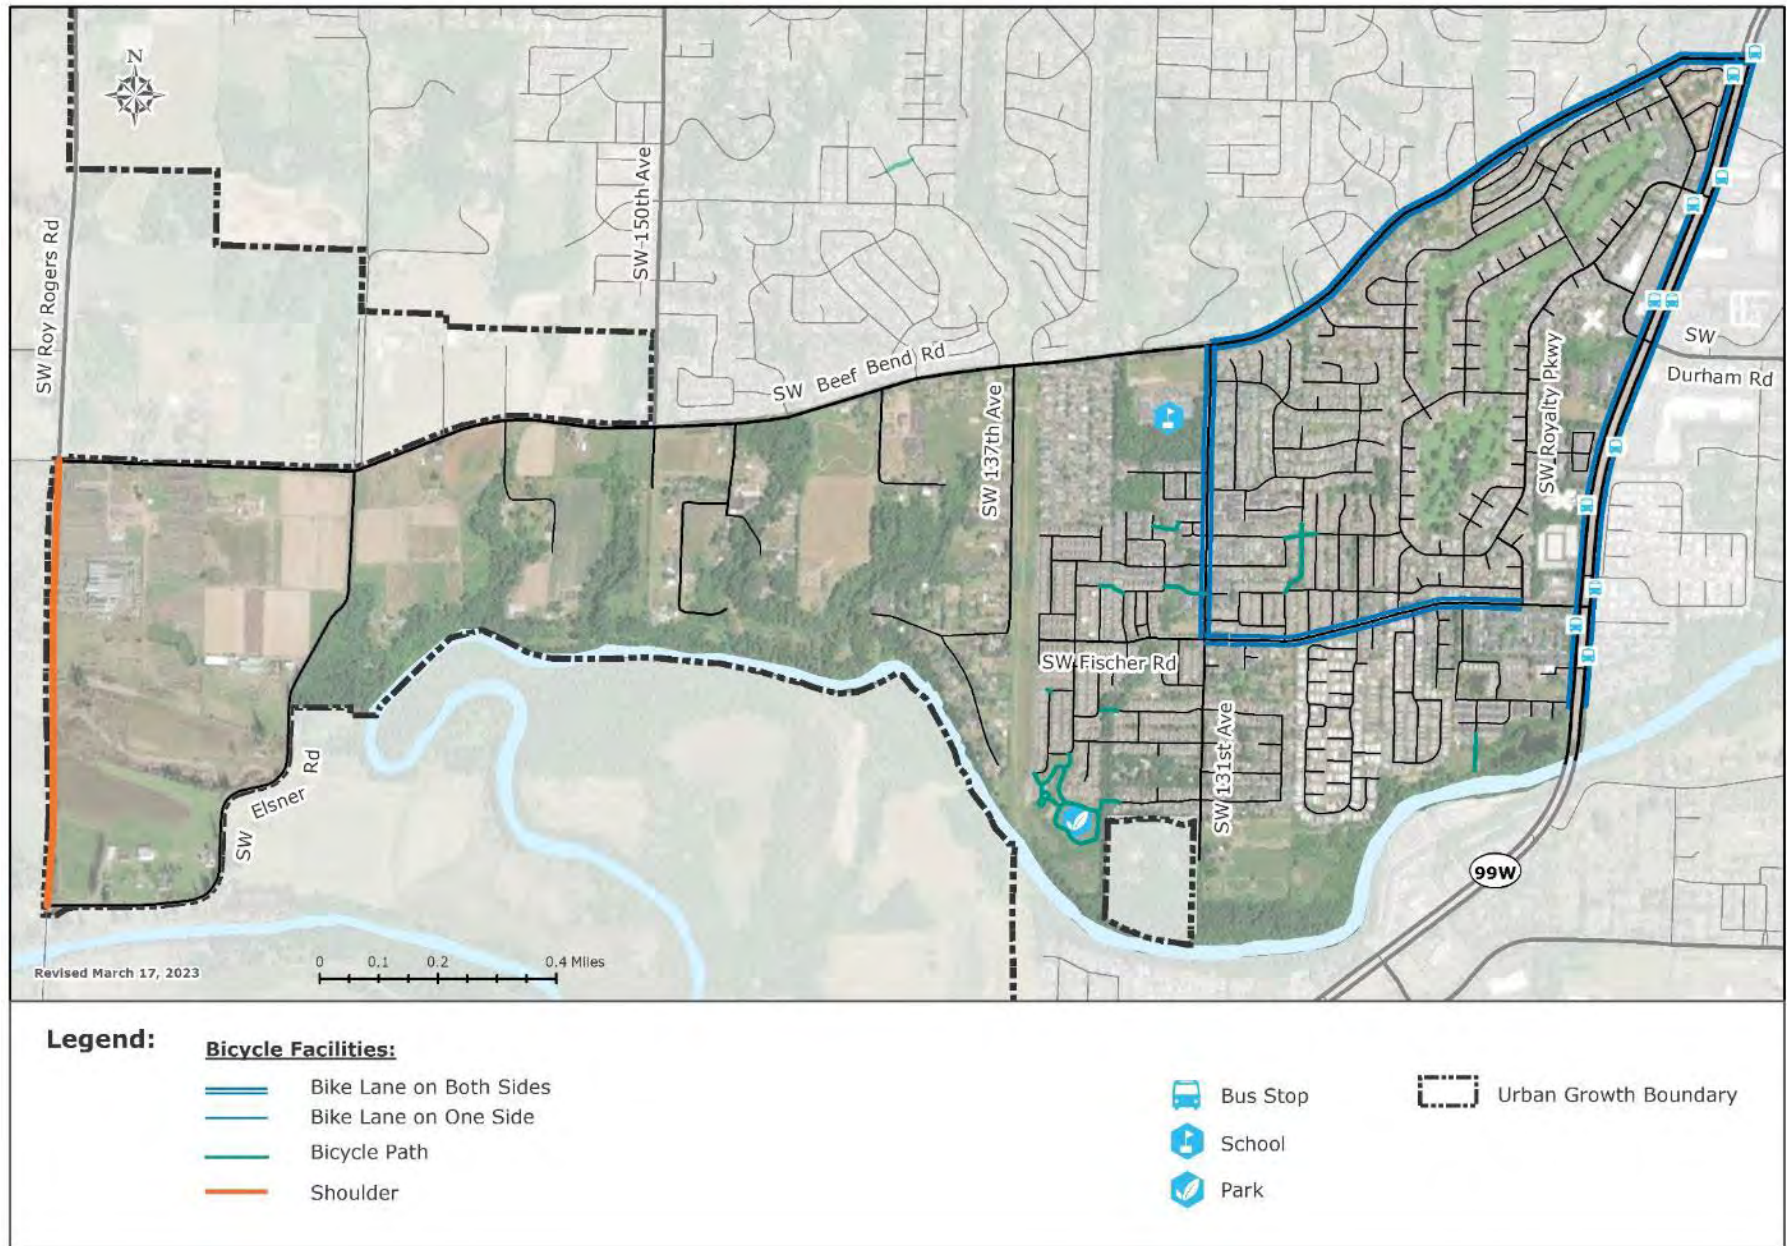 N
SW Roy Rogers Rd
SW 150th Ave
SW Beef Bend Rd
SW 137th Ave
SW Royalty Pkwy
SW
Durham Rd
SW Fischer Rd
SW 131st Ave
SW Elsner Rd
99W
Revised March 17, 2023
0 0.1 0.2 0.4 Miles
Legend:
Bicycle Facilities:
Bike Lane on Both Sides
Bike Lane on One Side
Bicycle Path
Shoulder
Bus Stop
School
Park
Urban Growth Boundary